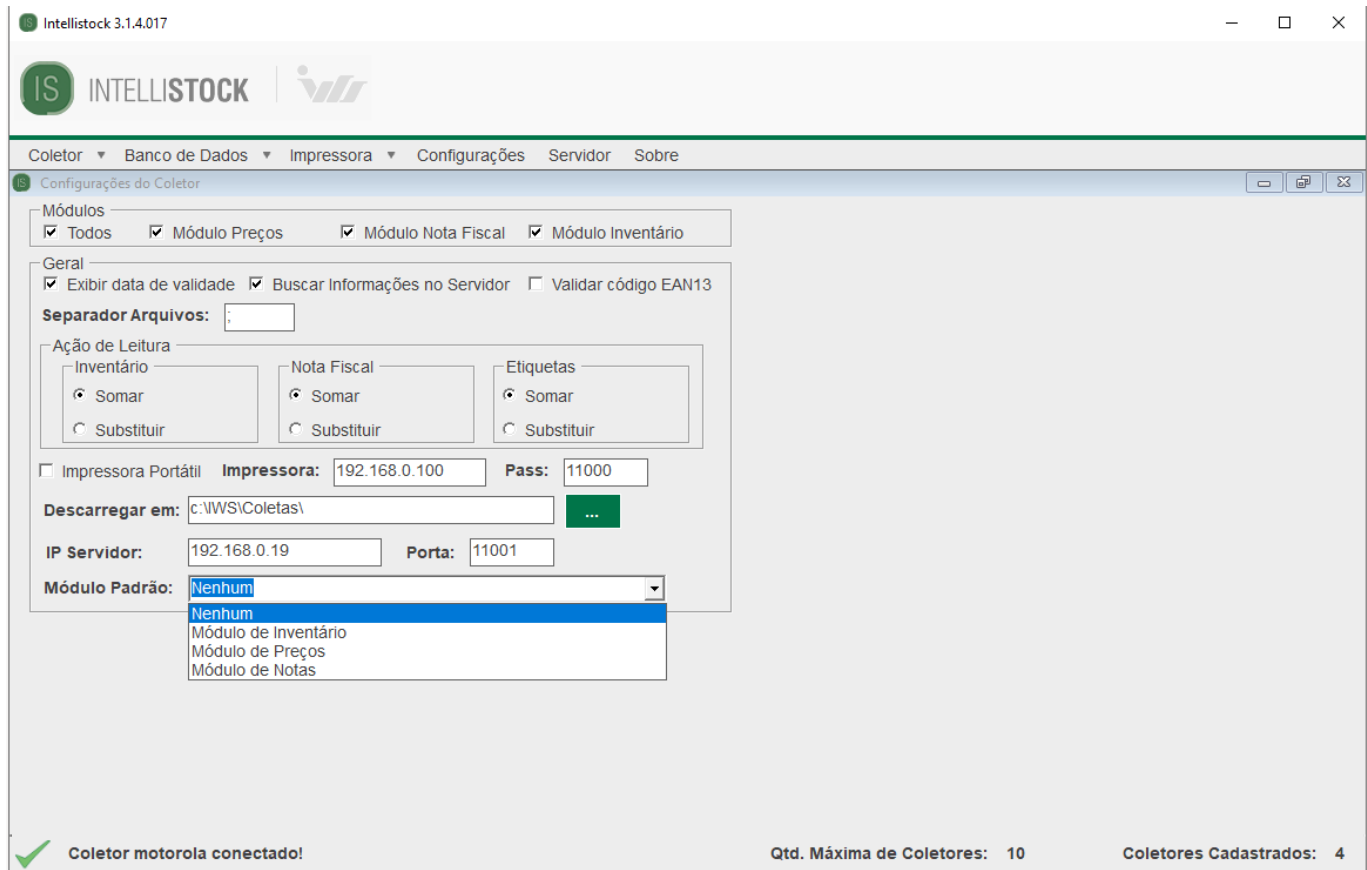 Intellistock 3.1.4.017
IS INTELLISTOCK iws
Coletor Banco de Dados Impressora Configurações Servidor Sobre
Configurações do Coletor
Módulos
Todos Módulo Preços Módulo Nota Fiscal Módulo Inventário
Geral
Exibir data de validade Buscar Informações no Servidor Validar código EAN13
Separador Arquivos: ;
Ação de Leitura
Inventário Nota Fiscal Etiquetas
Somar Somar Somar
Substituir Substituir Substituir
Impressora Portátil Impressora: 192.168.0.100 Pass: 11000
Descarregar em: c:\IWS\Coletas\ ...
IP Servidor: 192.168.0.19 Porta: 11001
Módulo Padrão: Nenhum
Nenhum
Módulo de Inventário
Módulo de Preços
Módulo de Notas
Coletor motorola conectado! Qtd. Máxima de Coletores: 10 Coletores Cadastrados: 4